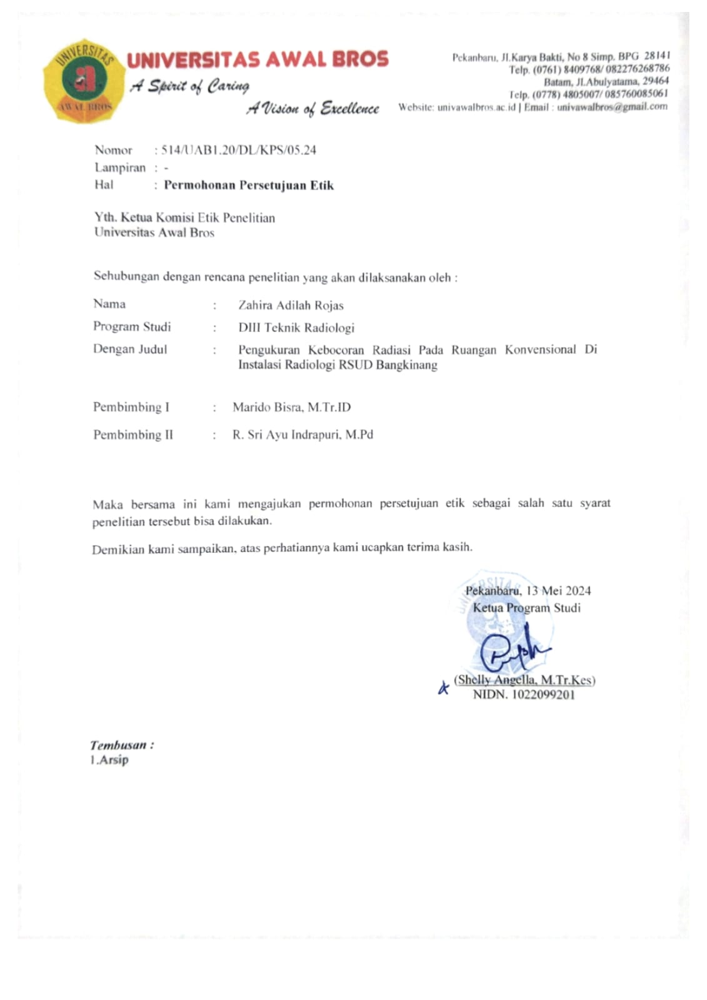 UNIVERSITAS
AWAL BROS
UNIVERSITAS AWAL BROS
A Spirit of Caring
A Vision of Excellence
Pekanbaru, Jl.Karya Bakti, No 8 Simp. BPG 28141
Telp. (0761) 8409768/ 082276268786
Batam, Jl.Abulyatama, 29464
Telp. (0778) 4805007/ 085760085061
Website: univawalbros.ac.id | Email : univawalbros@gmail.com
Nomor : 514/UAB1.20/DL/KPS/05.24
Lampiran : -
Hal : Permohonan Persetujuan Etik
Yth. Ketua Komisi Etik Penelitian
Universitas Awal Bros
Sehubungan dengan rencana penelitian yang akan dilaksanakan oleh :
Nama : Zahira Adilah Rojas
Program Studi : DIII Teknik Radiologi
Dengan Judul : Pengukuran Kebocoran Radiasi Pada Ruangan Konvensional Di
Instalasi Radiologi RSUD Bangkinang
Pembimbing I : Marido Bisra, M.Tr.ID
Pembimbing II : R. Sri Ayu Indrapuri, M.Pd
Maka bersama ini kami mengajukan permohonan persetujuan etik sebagai salah satu syarat
penelitian tersebut bisa dilakukan.
Demikian kami sampaikan, atas perhatiannya kami ucapkan terima kasih.
Pekanbaru, 13 Mei 2024
Ketua Program Studi
(Shelly Angella, M.Tr.Kes)
NIDN. 1022099201
Tembusan :
1.Arsip